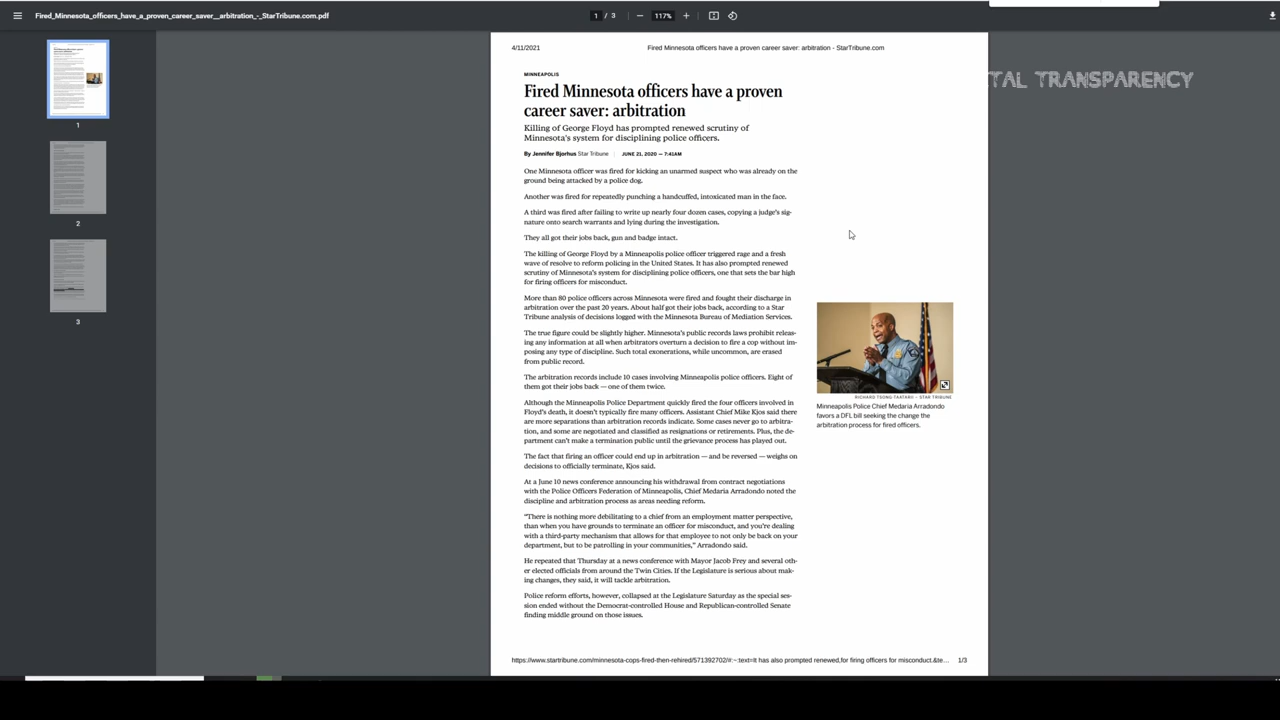 Fired_Minnesota_officers_have_a_proven_career_saver__arbitration_-_StarTribune.com.pdf
1 / 3
117%
4/11/2021
Fired Minnesota officers have a proven career saver: arbitration - StarTribune.com
TAL TRANSPARENCY
MINNEAPOLIS
Fired Minnesota officers have a proven
career saver: arbitration
Killing of George Floyd has prompted renewed scrutiny of
Minnesota's system for disciplining police officers.
By Jennifer Bjorhus Star Tribune | JUNE 21, 2020 — 7:41AM
One Minnesota officer was fired for kicking an unarmed suspect who was already on the
ground being attacked by a police dog.
Another was fired for repeatedly punching a handcuffed, intoxicated man in the face.
A third was fired after failing to write up nearly four dozen cases, copying a judge's sig-
nature onto search warrants and lying during the investigation.
They all got their jobs back, gun and badge intact.
The killing of George Floyd by a Minneapolis police officer triggered rage and a fresh
wave of resolve to reform policing in the United States. It has also prompted renewed
scrutiny of Minnesota's system for disciplining police officers, one that sets the bar high
for firing officers for misconduct.
More than 80 police officers across Minnesota were fired and fought their discharge in
arbitration over the past 20 years. About half got their jobs back, according to a Star
Tribune analysis of decisions logged with the Minnesota Bureau of Mediation Services.
The true figure could be slightly higher. Minnesota's public records laws prohibit releas-
ing any information at all when arbitrators overturn a decision to fire a cop without im-
posing any type of discipline. Such total exonerations, while uncommon, are erased
from public record.
The arbitration records include 10 cases involving Minneapolis police officers. Eight of
them got their jobs back — one of them twice.
Although the Minneapolis Police Department quickly fired the four officers involved in
Floyd's death, it doesn't typically fire many officers. Assistant Chief Mike Kjos said there
are more separations than arbitration records indicate. Some cases never go to arbitra-
tion, and some are negotiated and classified as resignations or retirements. Plus, the de-
partment can't make a termination public until the grievance process has played out.
The fact that firing an officer could end up in arbitration — and be reversed — weighs on
decisions to officially terminate, Kjos said.
At a June 10 news conference announcing his withdrawal from contract negotiations
with the Police Officers Federation of Minneapolis, Chief Medaria Arradondo noted the
discipline and arbitration process as areas needing reform.
"There is nothing more debilitating to a chief from an employment matter perspective,
than when you have grounds to terminate an officer for misconduct, and you're dealing
with a third-party mechanism that allows for that employee to not only be back on your
department, but to be patrolling in your communities," Arradondo said.
He repeated that Thursday at a news conference with Mayor Jacob Frey and several oth-
er elected officials from around the Twin Cities. If the Legislature is serious about mak-
ing changes, they said, it will tackle arbitration.
Police reform efforts, however, collapsed at the Legislature Saturday as the special ses-
sion ended without the Democrat-controlled House and Republican-controlled Senate
finding middle ground on those issues.
RICHARD TSONG-TAATARII – STAR TRIBUNE
Minneapolis Police Chief Medaria Arradondo
favors a DFL bill seeking the change the
arbitration process for fired officers.
https://www.startribune.com/minnesota-cops-fired-then-rehired/571392702/#:~:text=It has also prompted renewed,for firing officers for misconduct.&te…
1/3
1
2
3